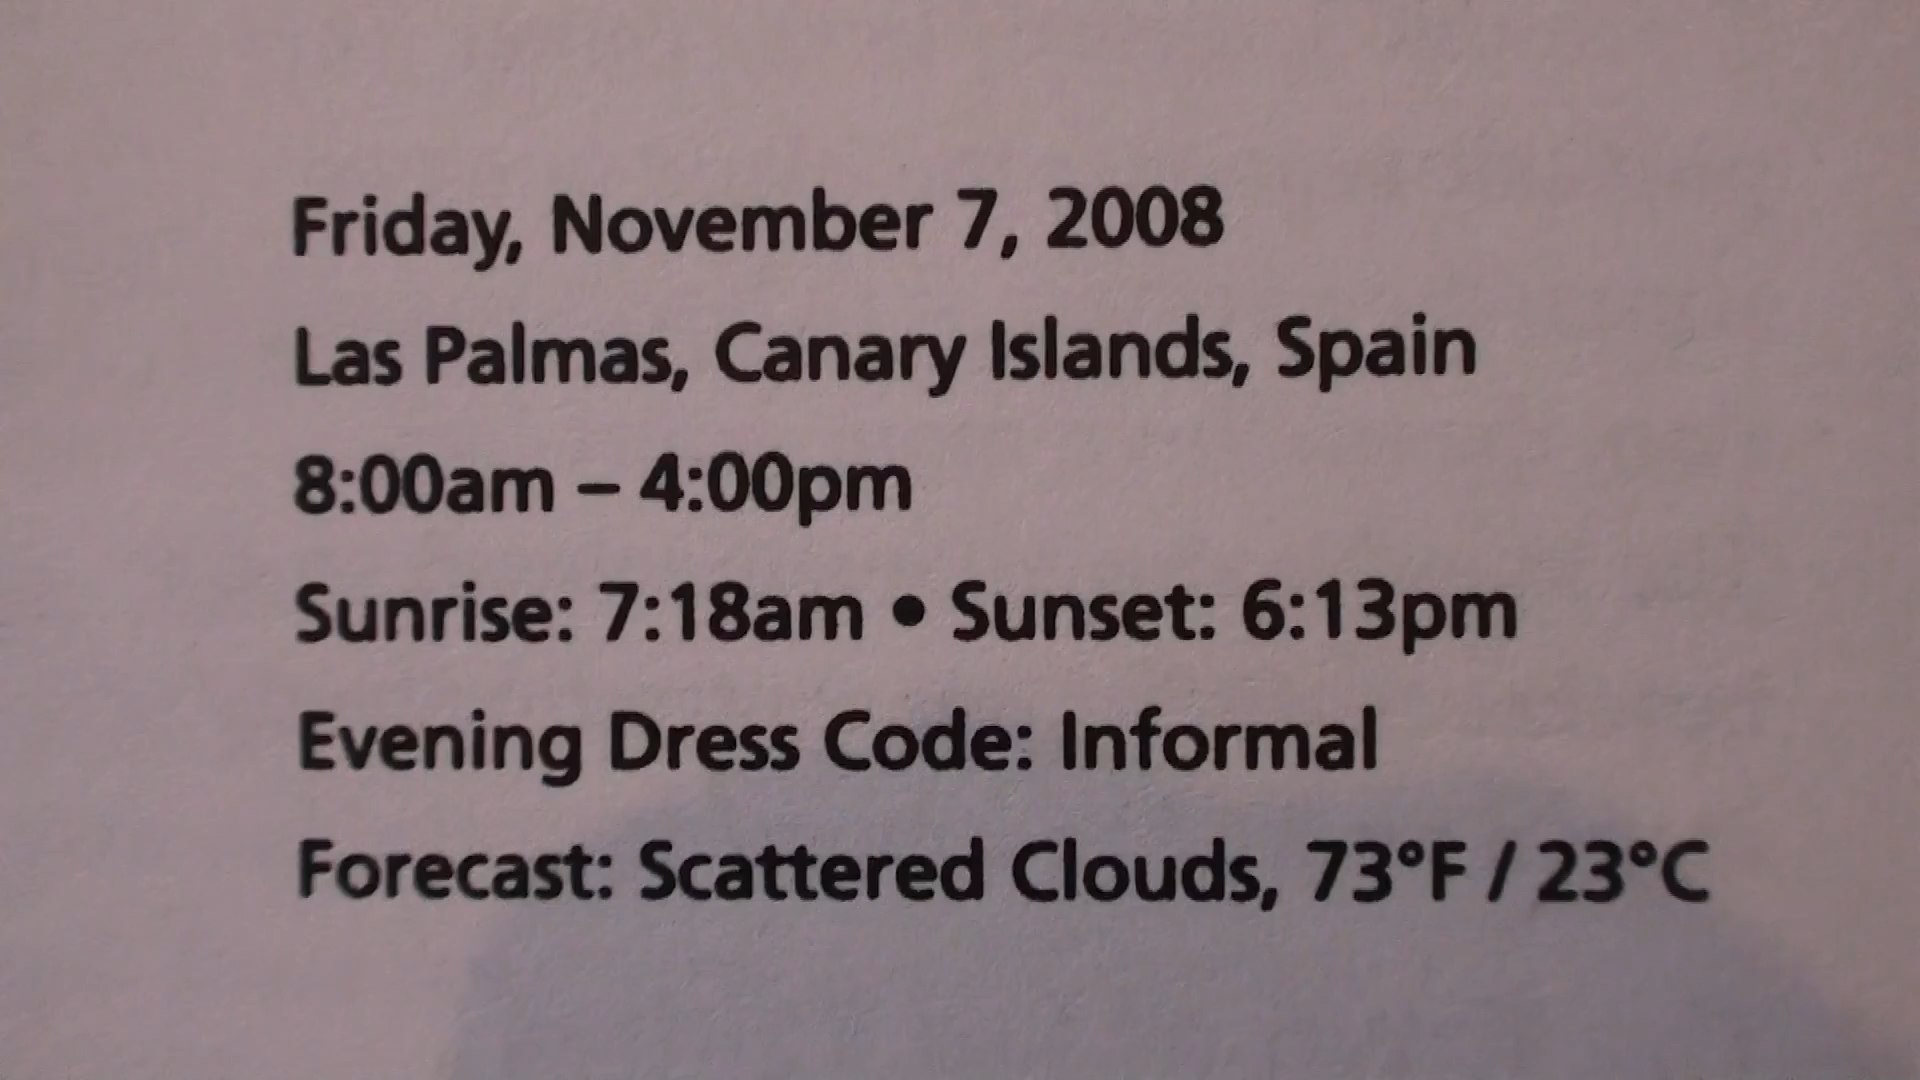 Friday, November 7, 2008
Las Palmas, Canary Islands, Spain
8:00am – 4:00pm
Sunrise: 7:18am • Sunset: 6:13pm
Evening Dress Code: Informal
Forecast: Scattered Clouds, 73°F / 23°C